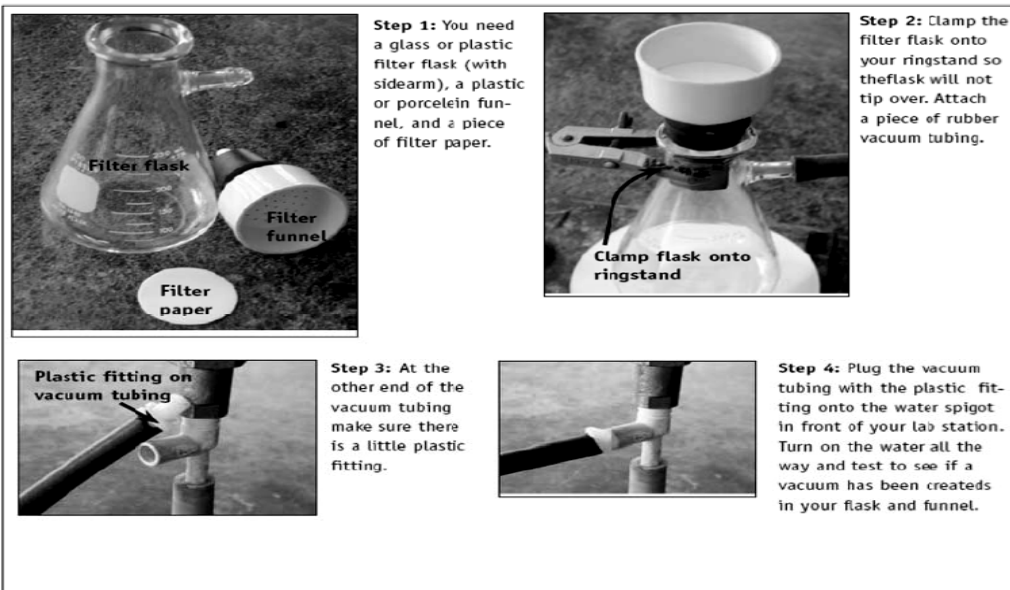 Step 1: You need
a glass or plastic
filter flask (with
sidearm), a plastic
or porcelein fun-
nel, and a piece
of filter paper.
Filter flask
Filter
funnel
Filter
paper
Step 2: Clamp the
filter flask onto
your ringstand so
theflask will not
tip over. Attach
a piece of rubber
vacuum tubing.
Clamp flask onto
ringstand
Step 3: At the
other end of the
vacuum tubing
make sure there
is a little plastic
fitting.
Plastic fitting on
vacuum tubing
Step 4: Plug the vacuum
tubing with the plastic fit-
ting onto the water spigot
in front of your lab station.
Turn on the water all the
way and test to see if a
vacuum has been createds
in your flask and funnel.